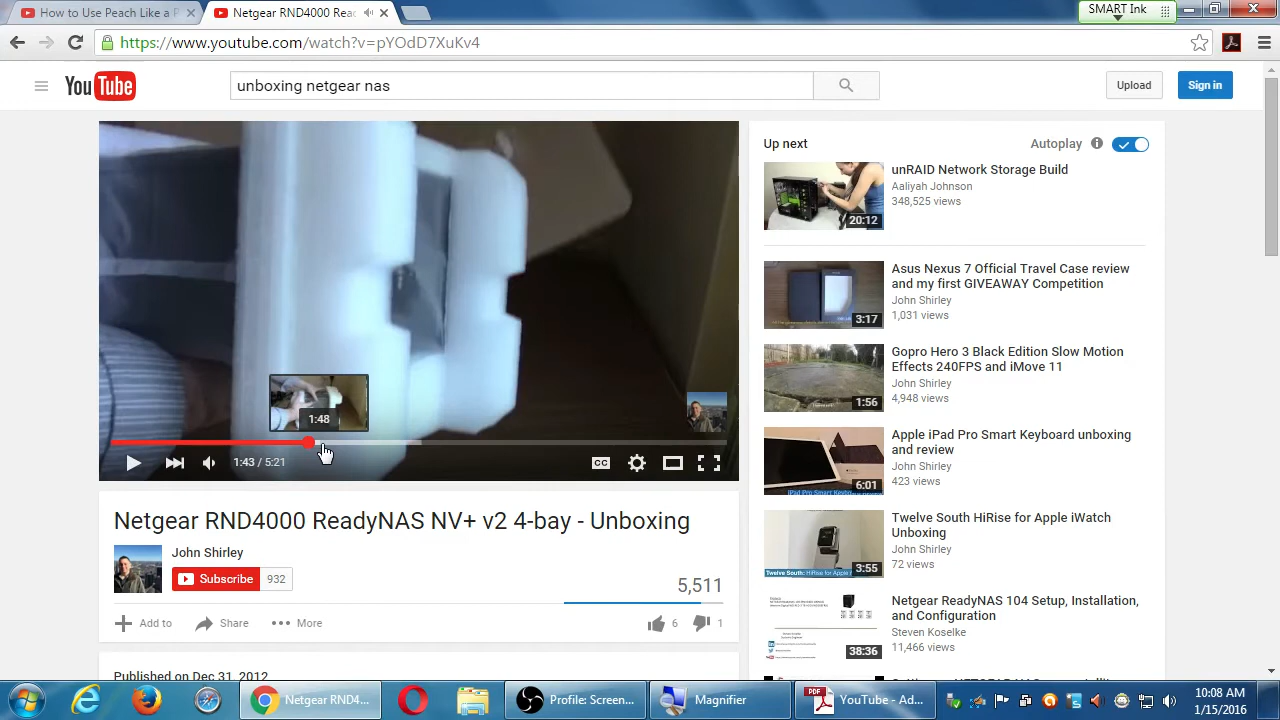 How to Use Peach Like a P
Netgear RND4000 Read
SMART Ink
https://www.youtube.com/watch?v=pYOdD7XuKv4
YouTube
unboxing netgear nas
Upload
Sign in
1:48
1:43 / 5:21
CC
Netgear RND4000 ReadyNAS NV+ v2 4-bay - Unboxing
John Shirley
Subscribe 932
5,511
Add to Share More 6 1
Published on Dec 31, 2012
Up next Autoplay
unRAID Network Storage Build
Aaliyah Johnson
348,525 views
20:12
Asus Nexus 7 Official Travel Case review
and my first GIVEAWAY Competition
John Shirley
1,031 views
3:17
Gopro Hero 3 Black Edition Slow Motion
Effects 240FPS and iMove 11
John Shirley
4,948 views
1:56
Apple iPad Pro Smart Keyboard unboxing
and review
John Shirley
423 views
6:01
Twelve South HiRise for Apple iWatch
Unboxing
John Shirley
72 views
3:55
Netgear ReadyNAS 104 Setup, Installation,
and Configuration
Steven Koselke
11,466 views
38:36
Netgear RND4...
Profile: Screen...
Magnifier
PDF
YouTube - Ad...
10:08 AM
1/15/2016